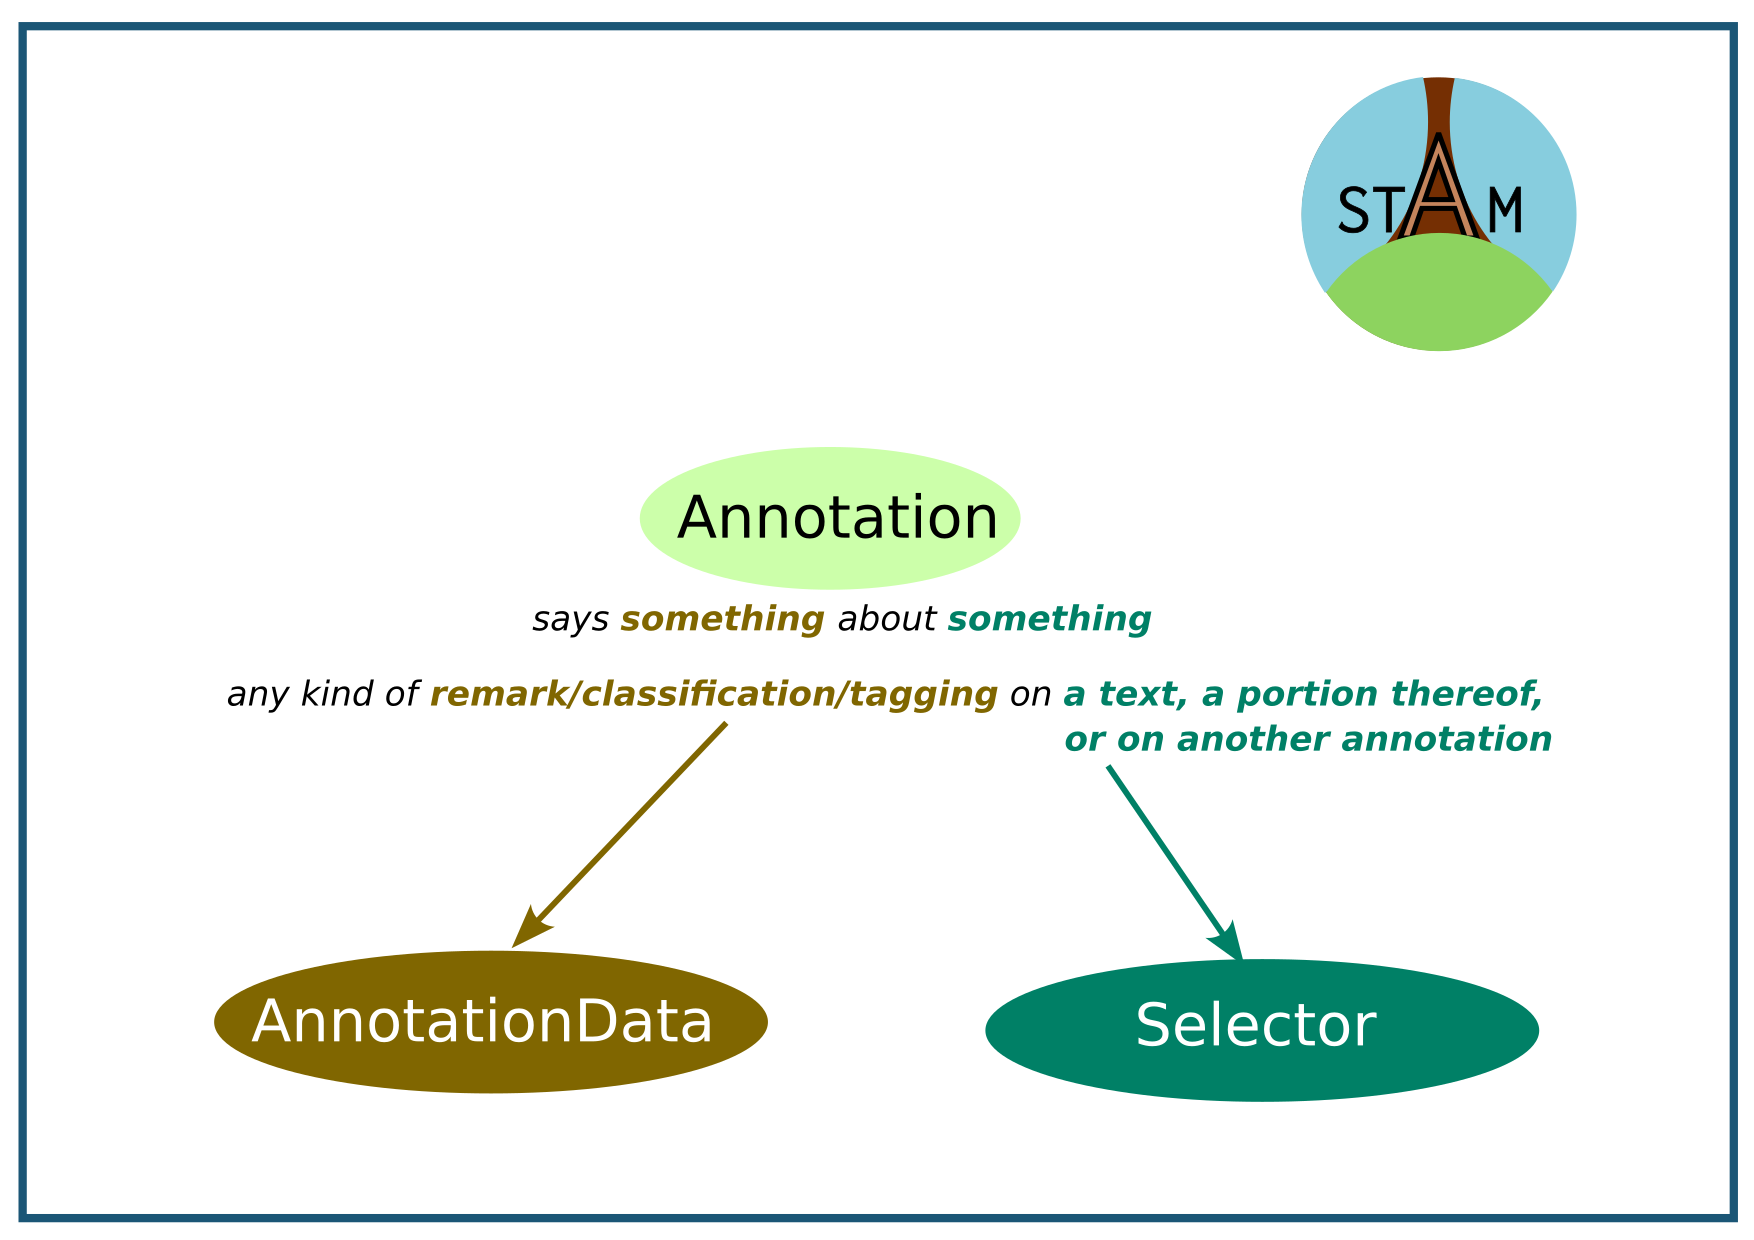 STAM
Annotation
says something about something
any kind of remark/classification/tagging on a text, a portion thereof,
or on another annotation
AnnotationData
Selector